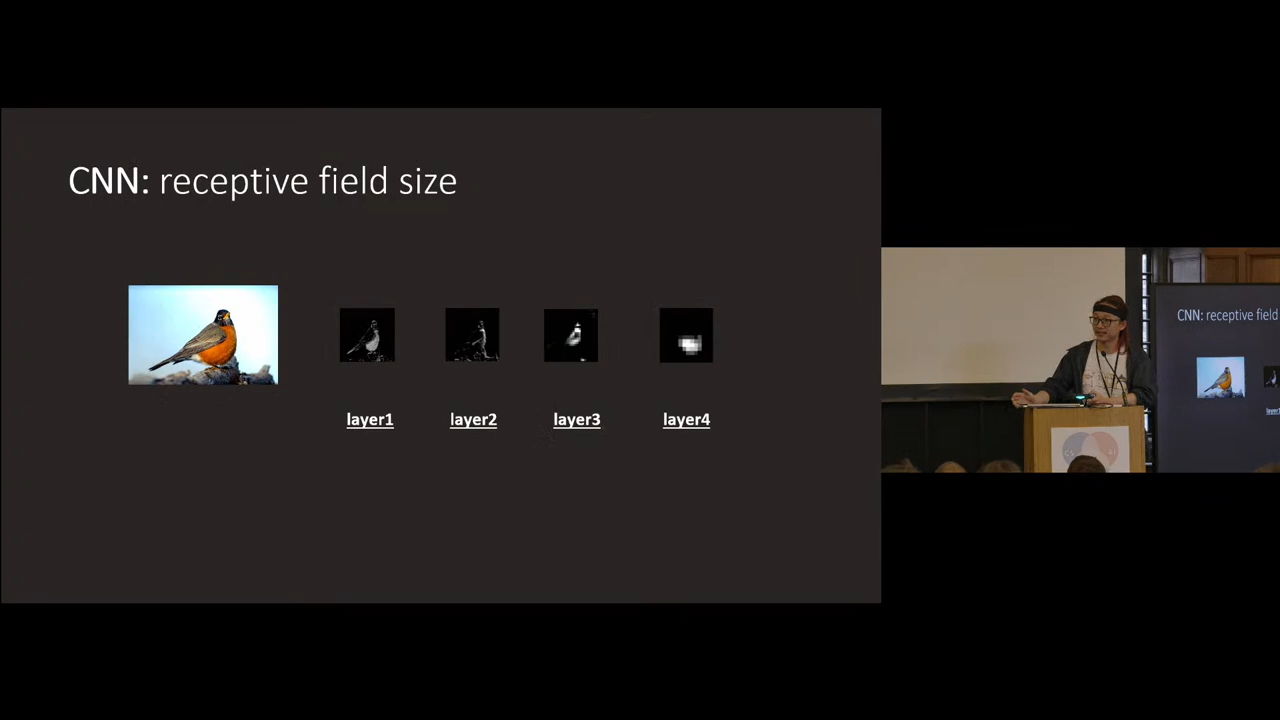 CNN: receptive field size
layer1
layer2
layer3
layer4
CNN: receptive field